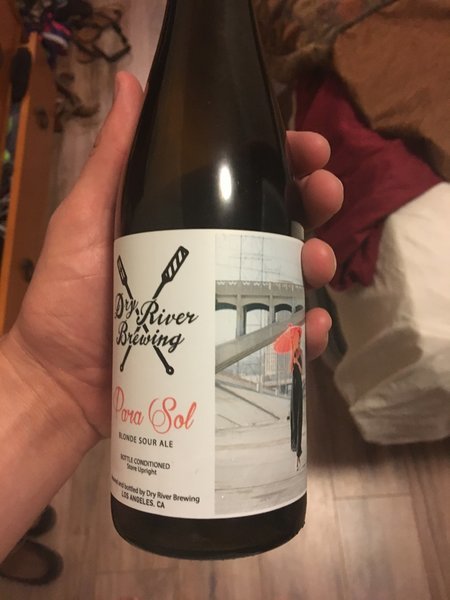 Dry River
Brewing
Para Sol
BLONDE SOUR ALE
BOTTLE CONDITIONED
Store Upright
and bottled by Dry River Brewing
LOS ANGELES, CA